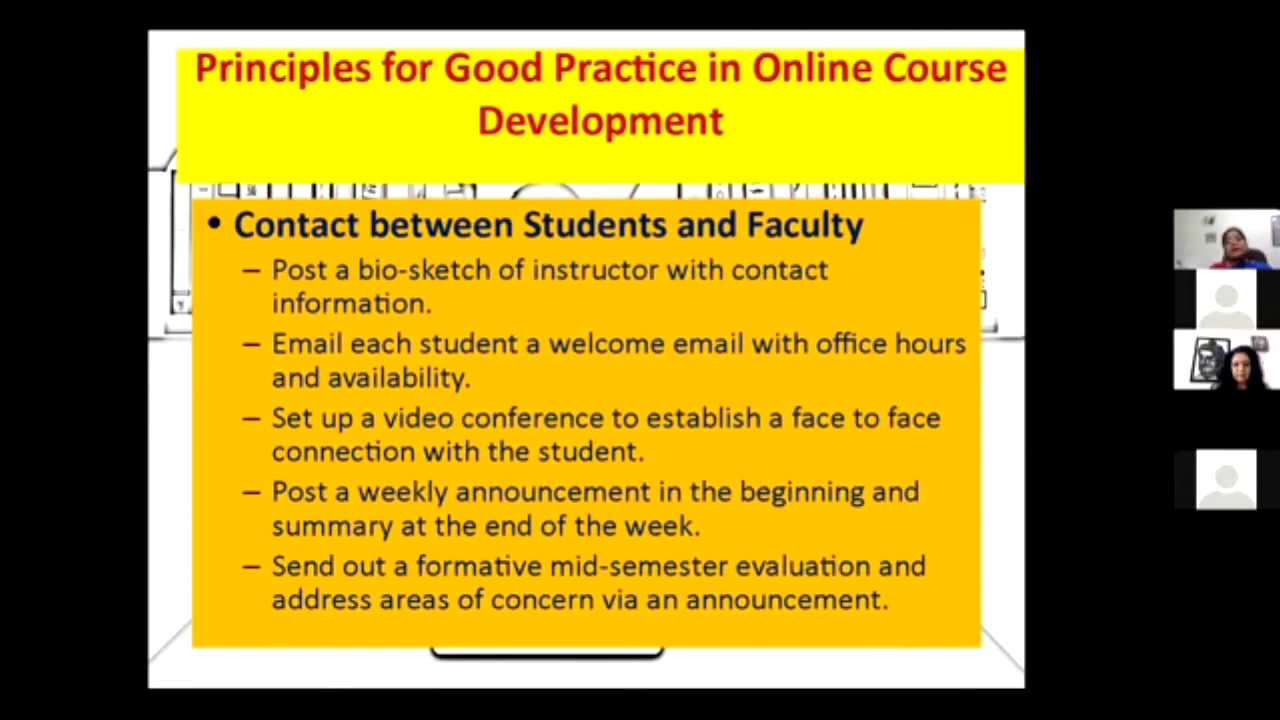 Principles for Good Practice in Online Course
Development
• Contact between Students and Faculty
– Post a bio-sketch of instructor with contact
information.
– Email each student a welcome email with office hours
and availability.
– Set up a video conference to establish a face to face
connection with the student.
– Post a weekly announcement in the beginning and
summary at the end of the week.
– Send out a formative mid-semester evaluation and
address areas of concern via an announcement.